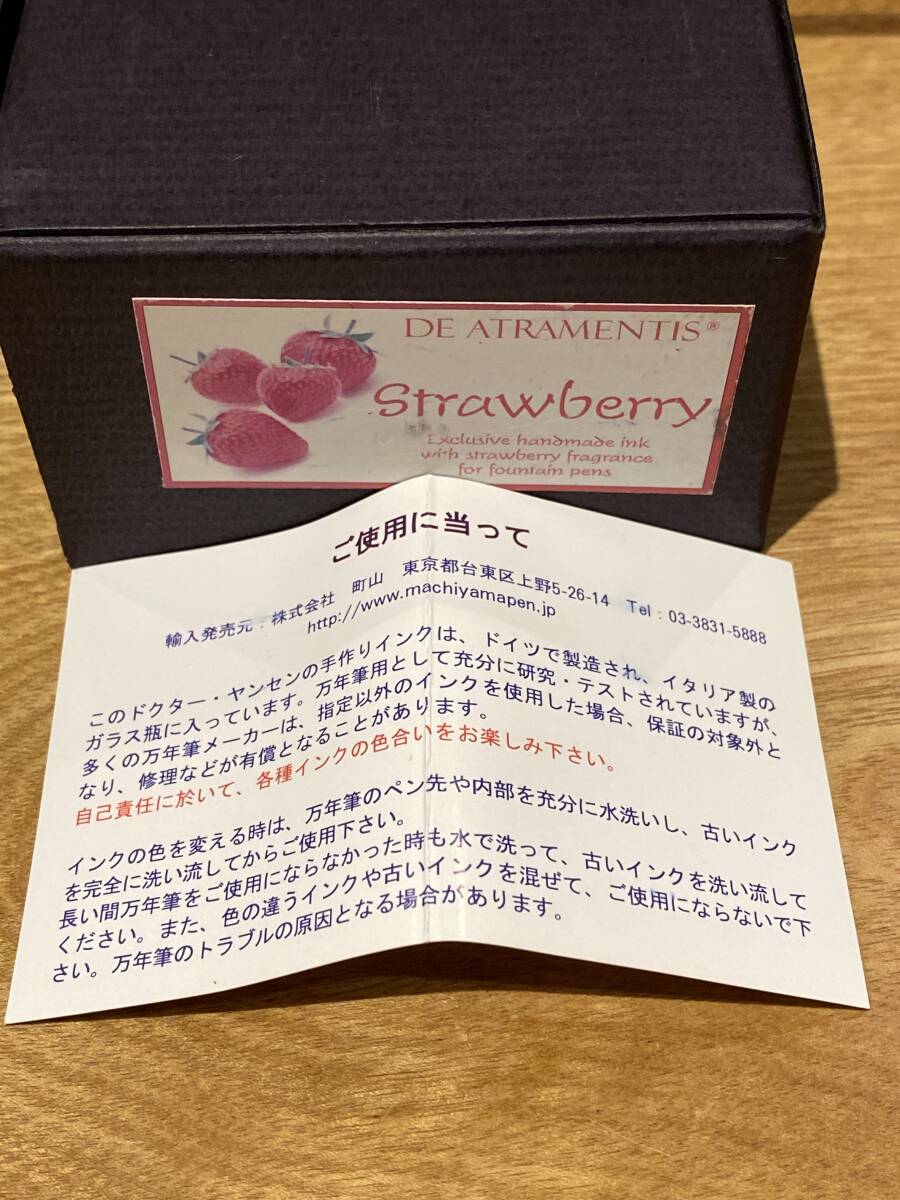 DE ATRAMENTIS®
Strawberry
Exclusive handmade ink
with strawberry fragrance
for fountain pens
ご使用に当って
輸入発売元：株式会社 町山 東京都台東区上野5-26-14 Tel：03-3831-5888
http://www.machiyamapen.jp
このドクター・ヤンセンの手作りインクは、ドイツで製造され、イタリア製の
ガラス瓶に入っています。万年筆用として充分に研究・テストされていますが、
多くの万年筆メーカーは、指定以外のインクを使用した場合、保証の対象外と
なり、修理などが有償となることがあります。
自己責任に於いて、各種インクの色合いをお楽しみ下さい。
インクの色を変える時は、万年筆のペン先や内部を充分に水洗いし、古いインク
を完全に洗い流してからご使用下さい。
長い間万年筆をご使用にならなかった時も水で洗って、古いインクを洗い流して
ください。また、色の違うインクや古いインクを混ぜて、ご使用にならないで下
さい。万年筆のトラブルの原因となる場合があります。